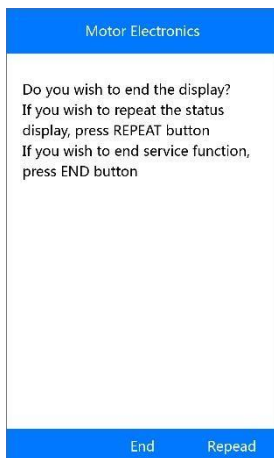 Motor Electronics
Do you wish to end the display?
If you wish to repeat the status
display, press REPEAT button
If you wish to end service function,
press END button
End Repead